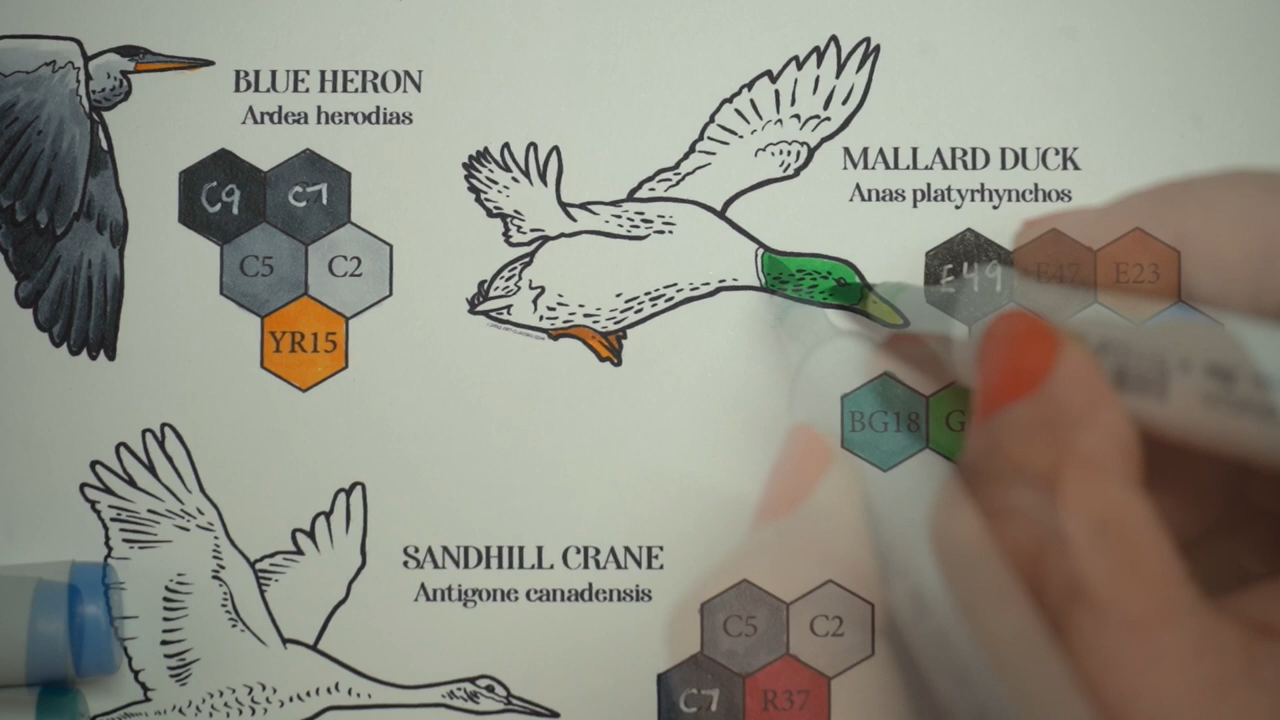 BLUE HERON
Ardea herodias
C9 C7
C5 C2
YR15
MALLARD DUCK
Anas platyrhynchos
E49 E47 E23
BG18 G
SANDHILL CRANE
Antigone canadensis
C5 C2
C7 R37